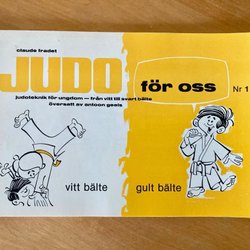 claude fradet
JUDO för oss Nr 1
judoteknik för ungdom — från vitt till svart bälte
översatt av antoon geels
vitt bälte gult bälte